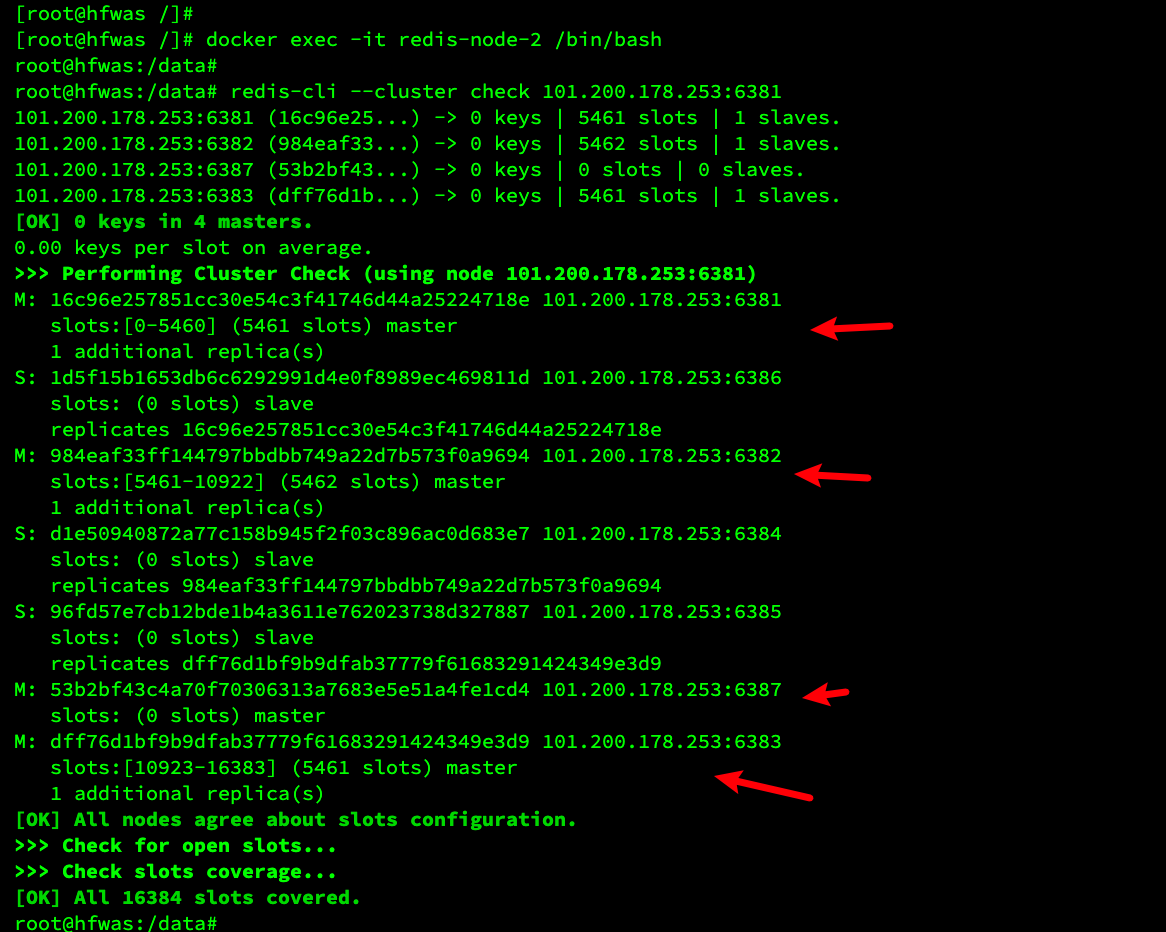 [root@hfwas /]#
[root@hfwas /]# docker exec -it redis-node-2 /bin/bash
root@hfwas:/data#
root@hfwas:/data# redis-cli --cluster check 101.200.178.253:6381
101.200.178.253:6381 (16c96e25...) -> 0 keys | 5461 slots | 1 slaves.
101.200.178.253:6382 (984eaf33...) -> 0 keys | 5462 slots | 1 slaves.
101.200.178.253:6387 (53b2bf43...) -> 0 keys | 0 slots | 0 slaves.
101.200.178.253:6383 (dff76d1b...) -> 0 keys | 5461 slots | 1 slaves.
[OK] 0 keys in 4 masters.
0.00 keys per slot on average.
>>> Performing Cluster Check (using node 101.200.178.253:6381)
M: 16c96e257851cc30e54c3f41746d44a25224718e 101.200.178.253:6381
   slots:[0-5460] (5461 slots) master
   1 additional replica(s)
S: 1d5f15b1653db6c6292991d4e0f8989ec469811d 101.200.178.253:6386
   slots: (0 slots) slave
   replicates 16c96e257851cc30e54c3f41746d44a25224718e
M: 984eaf33ff144797bbdbb749a22d7b573f0a9694 101.200.178.253:6382
   slots:[5461-10922] (5462 slots) master
   1 additional replica(s)
S: d1e50940872a77c158b945f2f03c896ac0d683e7 101.200.178.253:6384
   slots: (0 slots) slave
   replicates 984eaf33ff144797bbdbb749a22d7b573f0a9694
S: 96fd57e7cb12bde1b4a3611e762023738d327887 101.200.178.253:6385
   slots: (0 slots) slave
   replicates dff76d1bf9b9dfab37779f61683291424349e3d9
M: 53b2bf43c4a70f70306313a7683e5e51a4fe1cd4 101.200.178.253:6387
   slots: (0 slots) master
M: dff76d1bf9b9dfab37779f61683291424349e3d9 101.200.178.253:6383
   slots:[10923-16383] (5461 slots) master
   1 additional replica(s)
[OK] All nodes agree about slots configuration.
>>> Check for open slots...
>>> Check slots coverage...
[OK] All 16384 slots covered.
root@hfwas:/data#